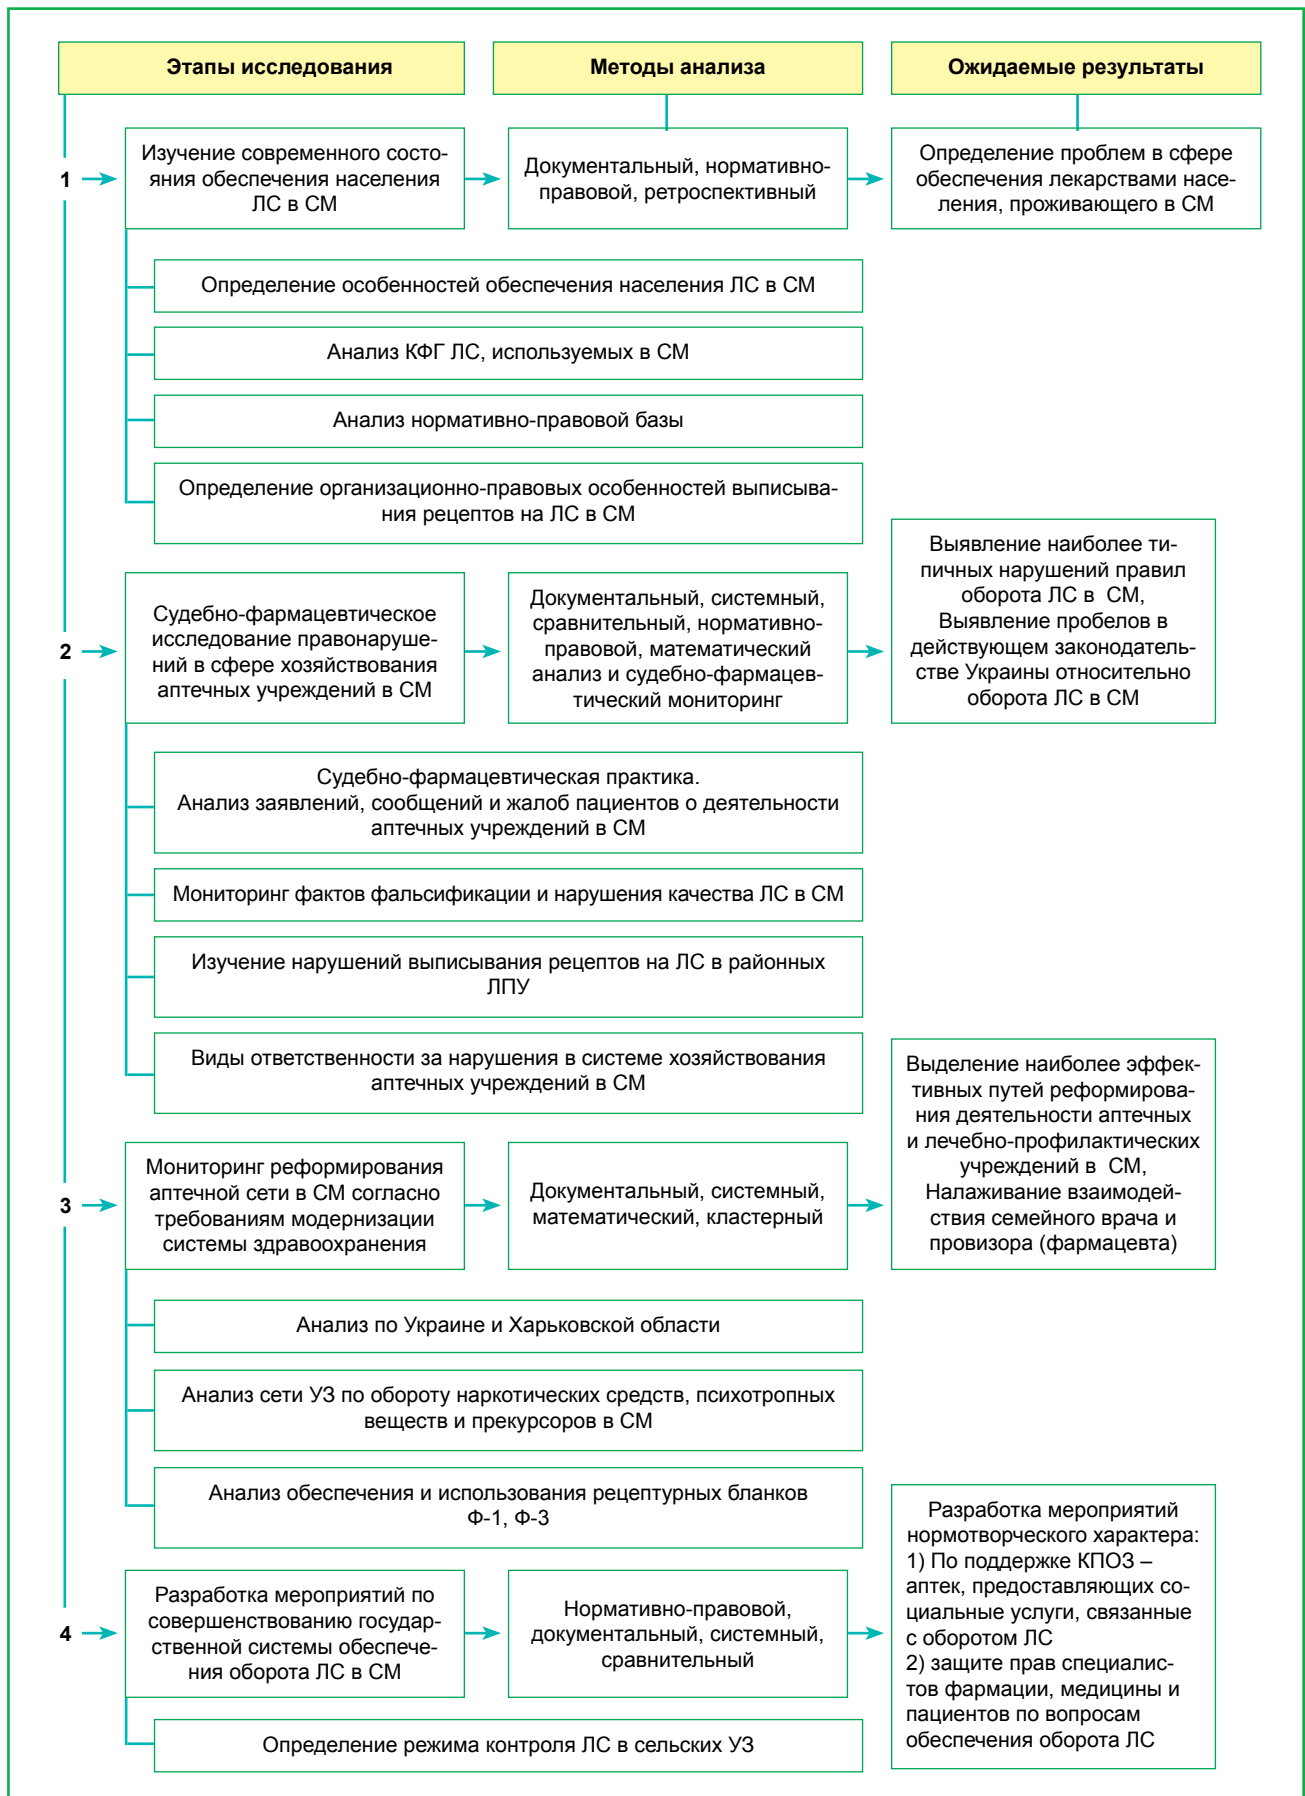 Этапы исследования
Методы анализа
Ожидаемые результаты
1
Изучение современного состо-
яния обеспечения населения
ЛС в СМ
Документальный, нормативно-
правовой, ретроспективный
Определение проблем в сфере
обеспечения лекарствами насе-
ления, проживающего в СМ
Определение особенностей обеспечения населения ЛС в СМ
Анализ КФГ ЛС, используемых в СМ
Анализ нормативно-правовой базы
Определение организационно-правовых особенностей выписыва-
ния рецептов на ЛС в СМ
2
Судебно-фармацевтическое
исследование правонаруше-
ний в сфере хозяйствования
аптечных учреждений в СМ
Документальный, системный,
сравнительный, нормативно-
правовой, математический
анализ и судебно-фармацев-
тический мониторинг
Выявление наиболее ти-
пичных нарушений правил
оборота ЛС в СМ,
Выявление пробелов в
действующем законодатель-
стве Украины относительно
оборота ЛС в СМ
Судебно-фармацевтическая практика.
Анализ заявлений, сообщений и жалоб пациентов о деятельности
аптечных учреждений в СМ
Мониторинг фактов фальсификации и нарушения качества ЛС в СМ
Изучение нарушений выписывания рецептов на ЛС в районных
ЛПУ
Виды ответственности за нарушения в системе хозяйствования
аптечных учреждений в СМ
3
Мониторинг реформирования
аптечной сети в СМ согласно
требованиям модернизации
системы здравоохранения
Документальный, системный,
математический, кластерный
Выделение наиболее эффек-
тивных путей реформирова-
ния деятельности аптечных
и лечебно-профилактических
учреждений в СМ,
Налаживание взаимодей-
ствия семейного врача и
провизора (фармацевта)
Анализ по Украине и Харьковской области
Анализ сети УЗ по обороту наркотических средств, психотропных
веществ и прекурсоров в СМ
Анализ обеспечения и использования рецептурных бланков
Ф-1, Ф-3
4
Разработка мероприятий по
совершенствованию государ-
ственной системы обеспече-
ния оборота ЛС в СМ
Нормативно-правовой,
документальный, системный,
сравнительный
Разработка мероприятий
нормотворческого характера:
1) По поддержке КПОЗ –
аптек, предоставляющих со-
циальные услуги, связанные
с оборотом ЛС
2) защите прав специалис-
тов фармации, медицины и
пациентов по вопросам
обеспечения оборота ЛС
Определение режима контроля ЛС в сельских УЗ